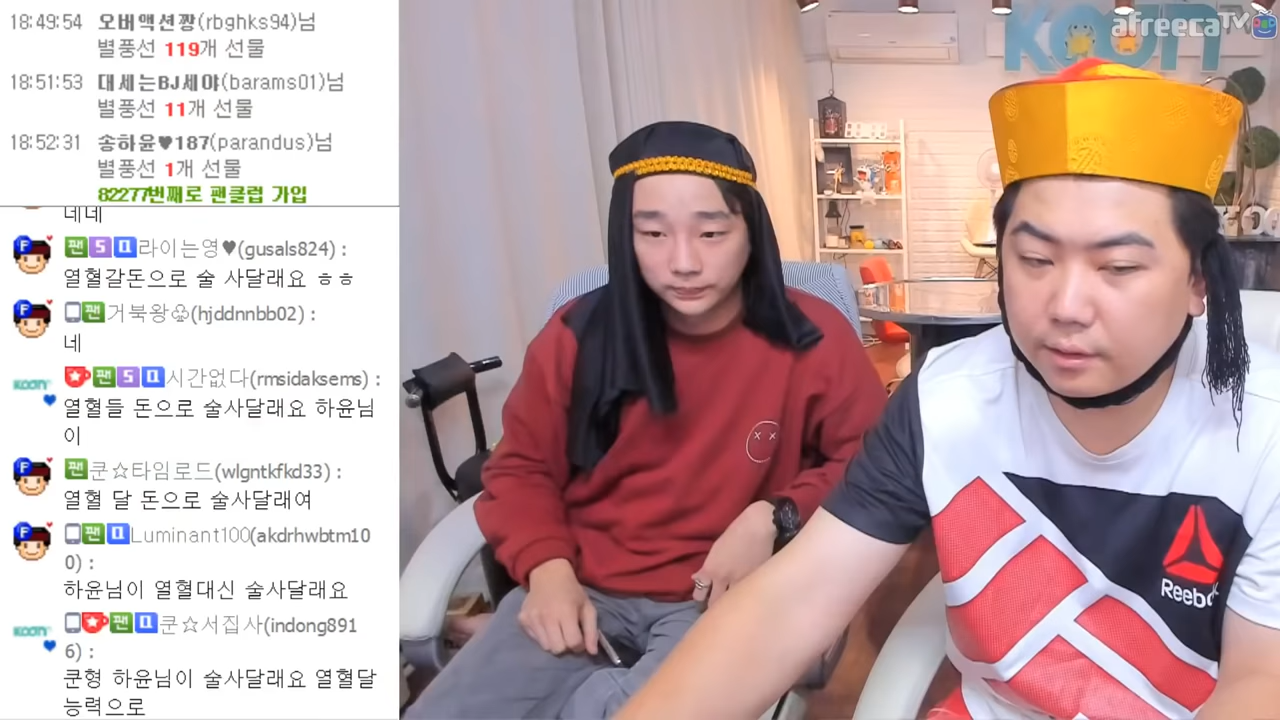 18:49:54 오버액션짱(rbghks94)님
별풍선 119개 선물
18:51:53 대세는BJ세야(barams01)님
별풍선 11개 선물
18:52:31 송하윤♥187(parandus)님
별풍선 1개 선물
82277번째로 팬클럽 가입
네네
F 팬 5 라이는영♥(gusals824) :
열혈갈돈으로 술 사달래요 ㅎㅎ
F 팬 거북왕♧(hjddnnbb02) :
네
KOON 팬 5 시간없다(rmsidaksems) :
열혈들 돈으로 술사달래요 하윤님
이
F 팬 쿤☆타임로드(wlgntkfkd33) :
열혈 달 돈으로 술사달래여
F 팬 Luminant100(akdrhwbtm10
0) :
하윤님이 열혈대신 술사달래요
KOON 팬 쿤☆서집사(indong891
6) :
쿤형 하윤님이 술사달래요 열혈달
능력으로
KOON
afreecaTV
Reebok